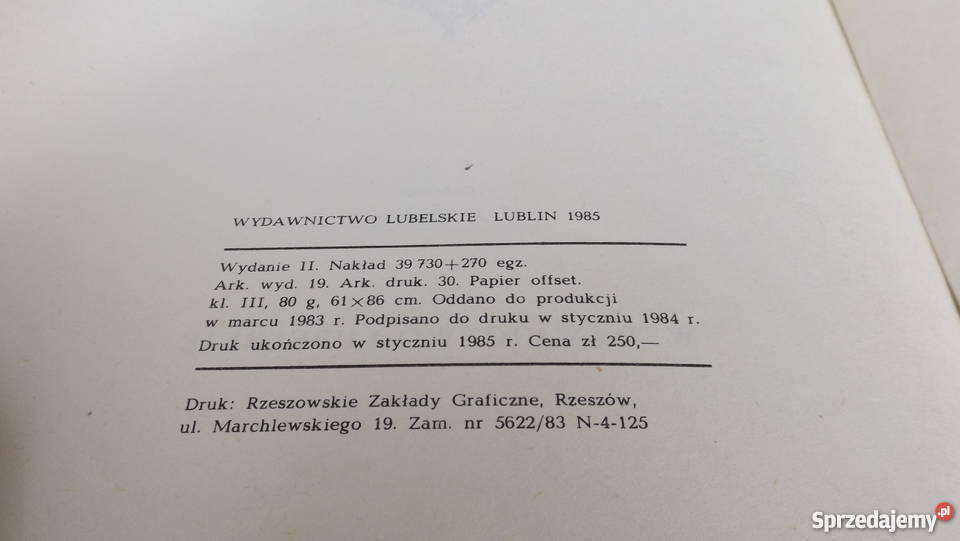 WYDAWNICTWO LUBELSKIE LUBLIN 1985
Wydanie II. Nakład 39 730+270 egz.
Ark. wyd. 19. Ark. druk. 30. Papier offset.
kl. III, 80 g, 61×86 cm. Oddano do produkcji
w marcu 1983 r. Podpisano do druku w styczniu 1984 r.
Druk ukończono w styczniu 1985 r. Cena zł 250,—
Druk: Rzeszowskie Zakłady Graficzne, Rzeszów,
ul. Marchlewskiego 19. Zam. nr 5622/83 N-4-125
Sprzedajemy.pl